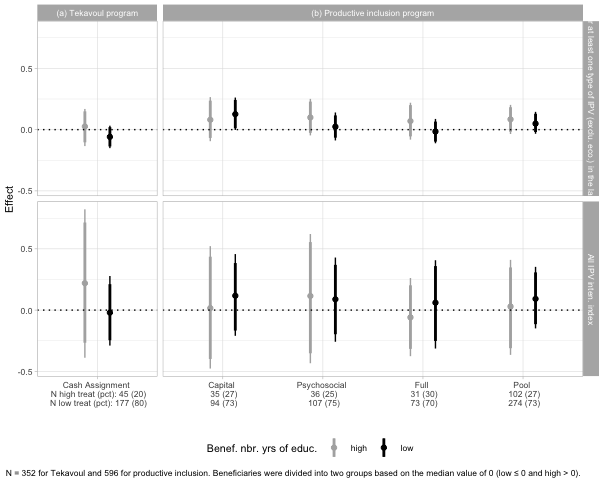 (a) Tekavoul program
(b) Productive inclusion program
at least one type of IPV (exclu. eco.) in the la
0.5
0.0
-0.5
All IPV inten. index
0.5
0.0
-0.5
Effect
Cash Assignment
N high treat (pct): 45 (20)
N low treat (pct): 177 (80)
Capital
35 (27)
94 (73)
Psychosocial
36 (25)
107 (75)
Full
31 (30)
73 (70)
Pool
102 (27)
274 (73)
Benef. nbr. yrs of educ.
high
low
N = 352 for Tekavoul and 596 for productive inclusion. Beneficiaries were divided into two groups based on the median value of 0 (low ≤ 0 and high > 0).